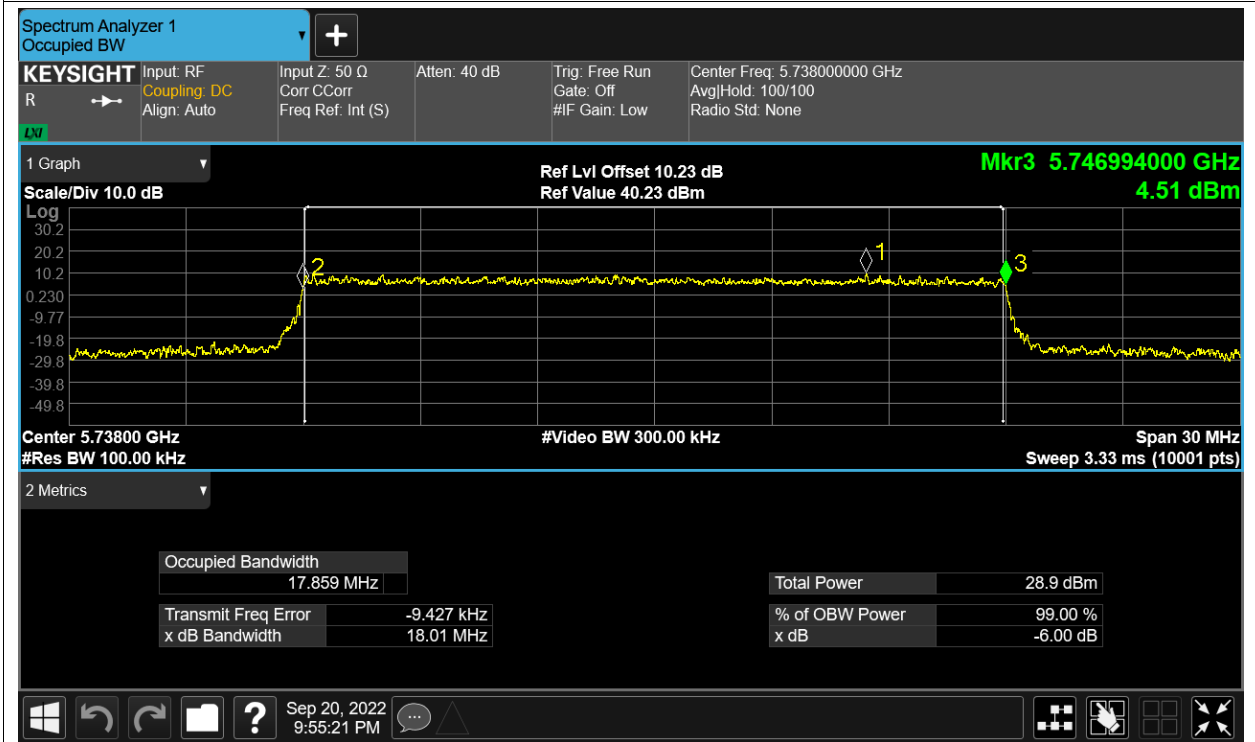 Spectrum Analyzer 1
Occupied BW
KEYSIGHT
R
LXI
Input: RF
Coupling: DC
Align: Auto
Input Z: 50 Ω
Corr CCorr
Freq Ref: Int (S)
Atten: 40 dB
Trig: Free Run
Gate: Off
#IF Gain: Low
Center Freq: 5.738000000 GHz
Avg|Hold: 100/100
Radio Std: None
1 Graph
Scale/Div 10.0 dB
Ref Lvl Offset 10.23 dB
Ref Value 40.23 dBm
Mkr3 5.746994000 GHz
4.51 dBm
Log
30.2
20.2
10.2
0.230
-9.77
-19.8
-29.8
-39.8
-49.8
2
1
3
Center 5.73800 GHz
#Video BW 300.00 kHz
Span 30 MHz
#Res BW 100.00 kHz
Sweep 3.33 ms (10001 pts)
2 Metrics
Occupied Bandwidth
17.859 MHz
Total Power 28.9 dBm
Transmit Freq Error -9.427 kHz
% of OBW Power 99.00 %
x dB Bandwidth 18.01 MHz
x dB -6.00 dB
?
Sep 20, 2022
9:55:21 PM